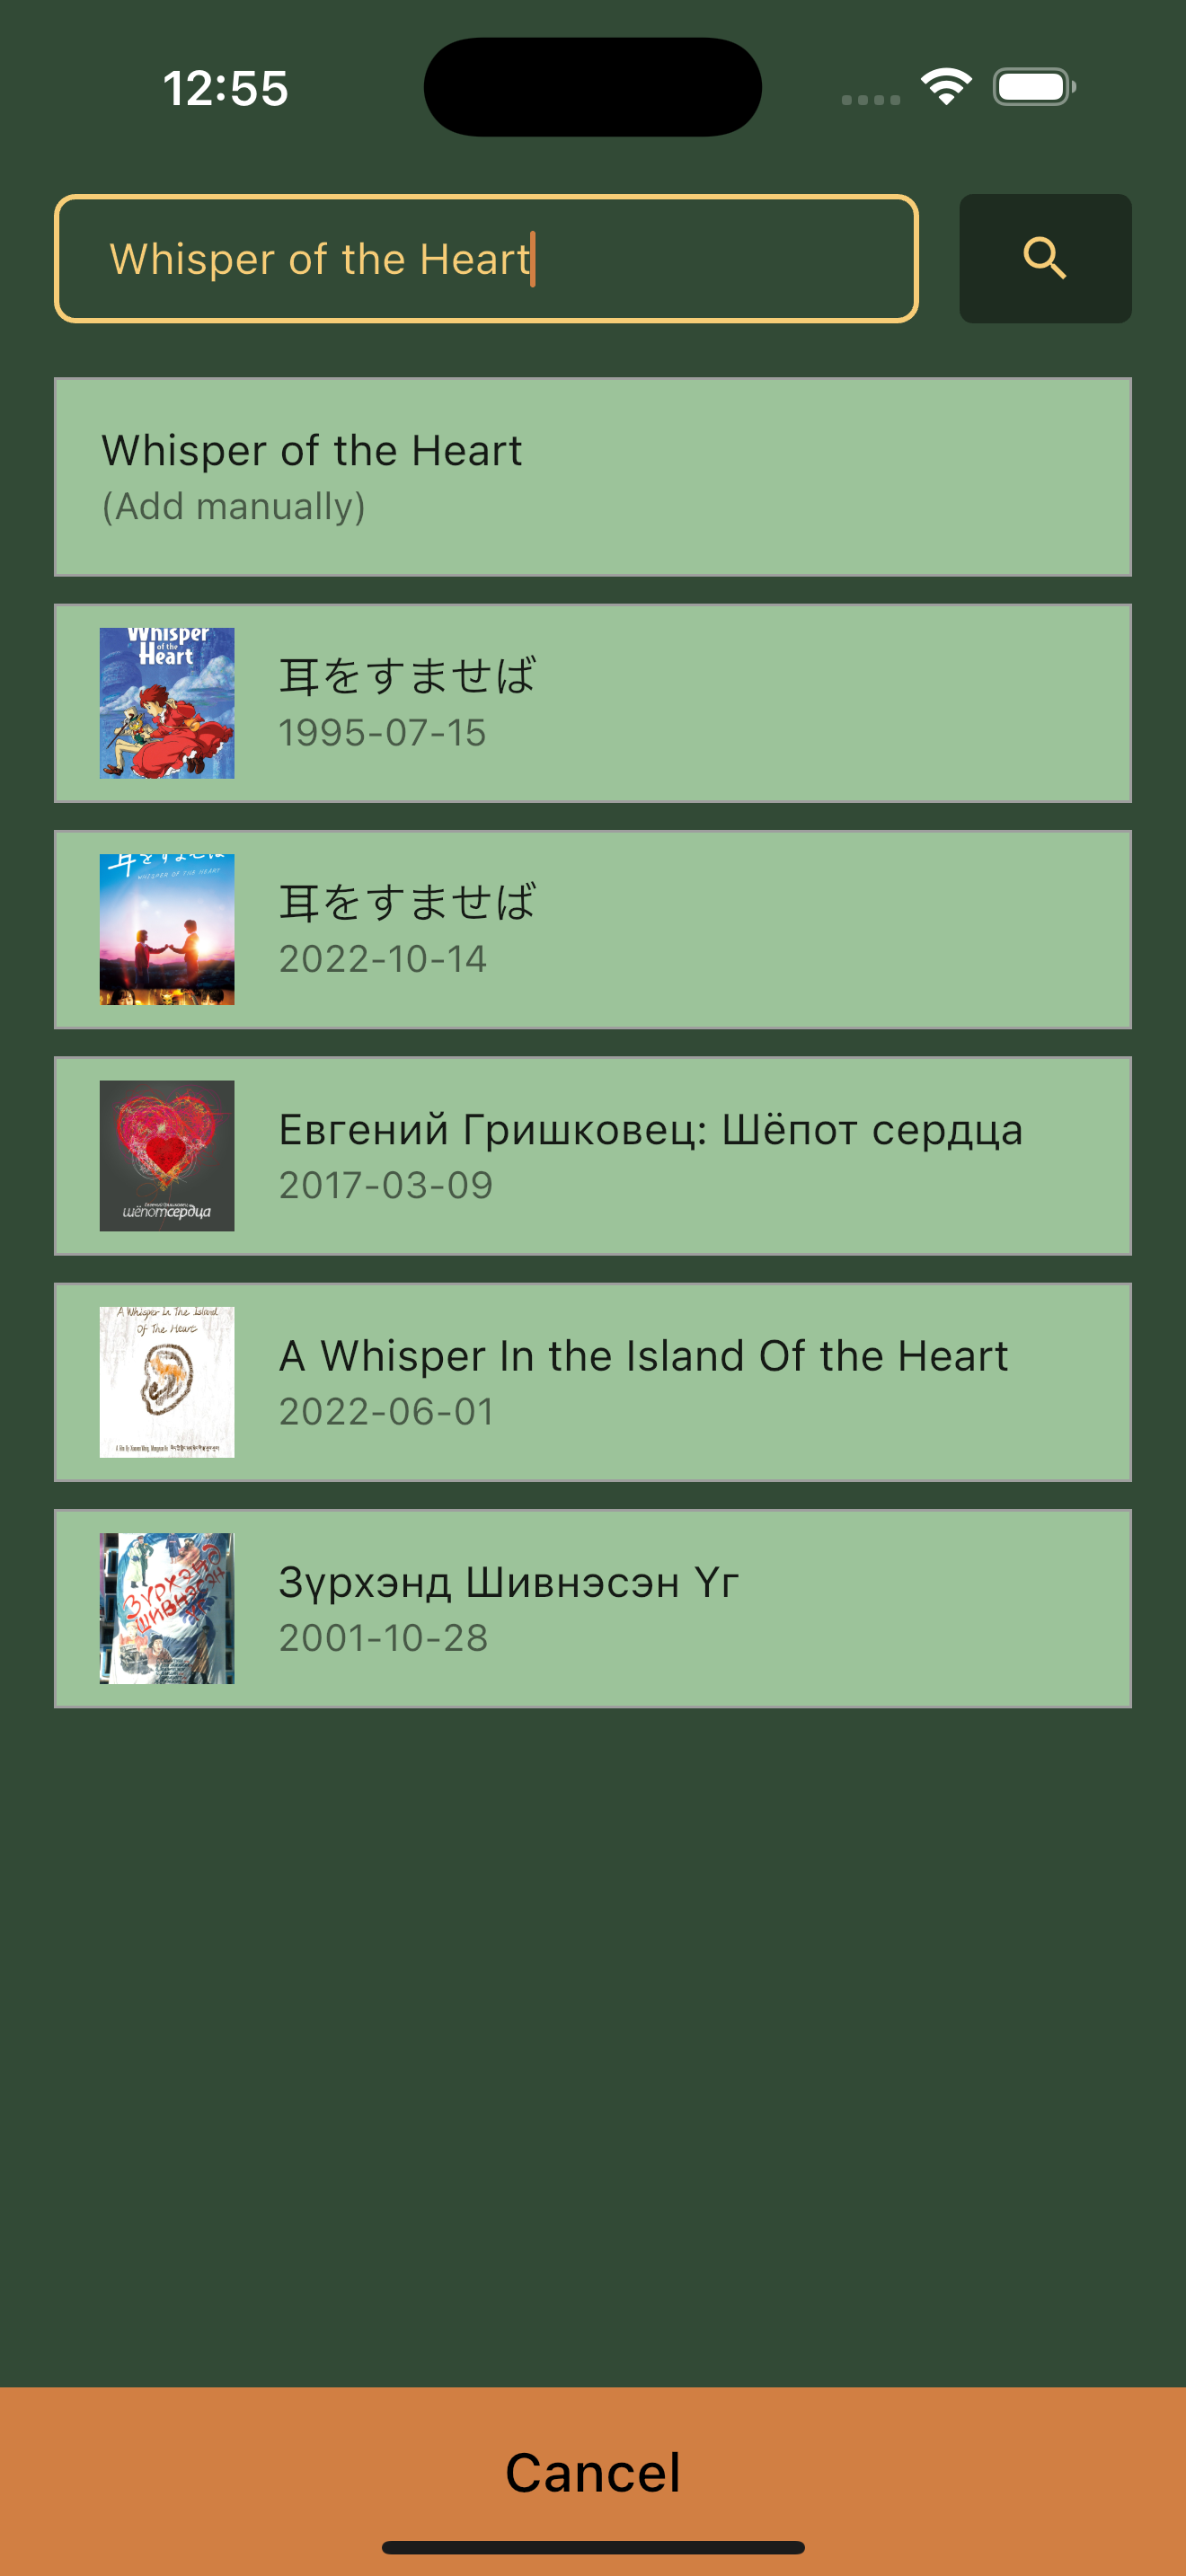 12:55
Whisper of the Heart
Whisper of the Heart
(Add manually)
Whisper
of the
Heart
耳をすませば
1995-07-15
耳をすませば
WHISPER OF THE HEART
耳をすませば
2022-10-14
шёпотсердца
Евгений Гришковец: Шёпот сердца
2017-03-09
A Whisper In The Island
Of The Heart
A Whisper In the Island Of the Heart
2022-06-01
ЗҮРХЭНД
ШИВНЭСЭН
Зүрхэнд Шивнэсэн Үг
2001-10-28
Cancel